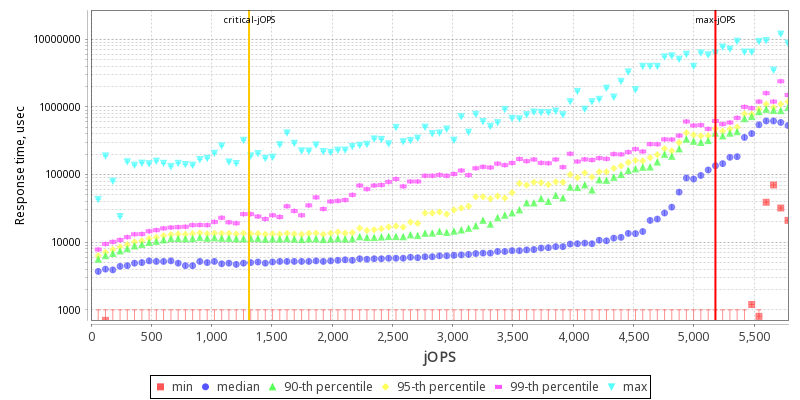 critical-jOPS max-jOPS
10000000
1000000
100000
10000
1000
Response time, usec
0 500 1,000 1,500 2,000 2,500 3,000 3,500 4,000 4,500 5,000 5,500
jOPS
min median 90-th percentile 95-th percentile 99-th percentile max